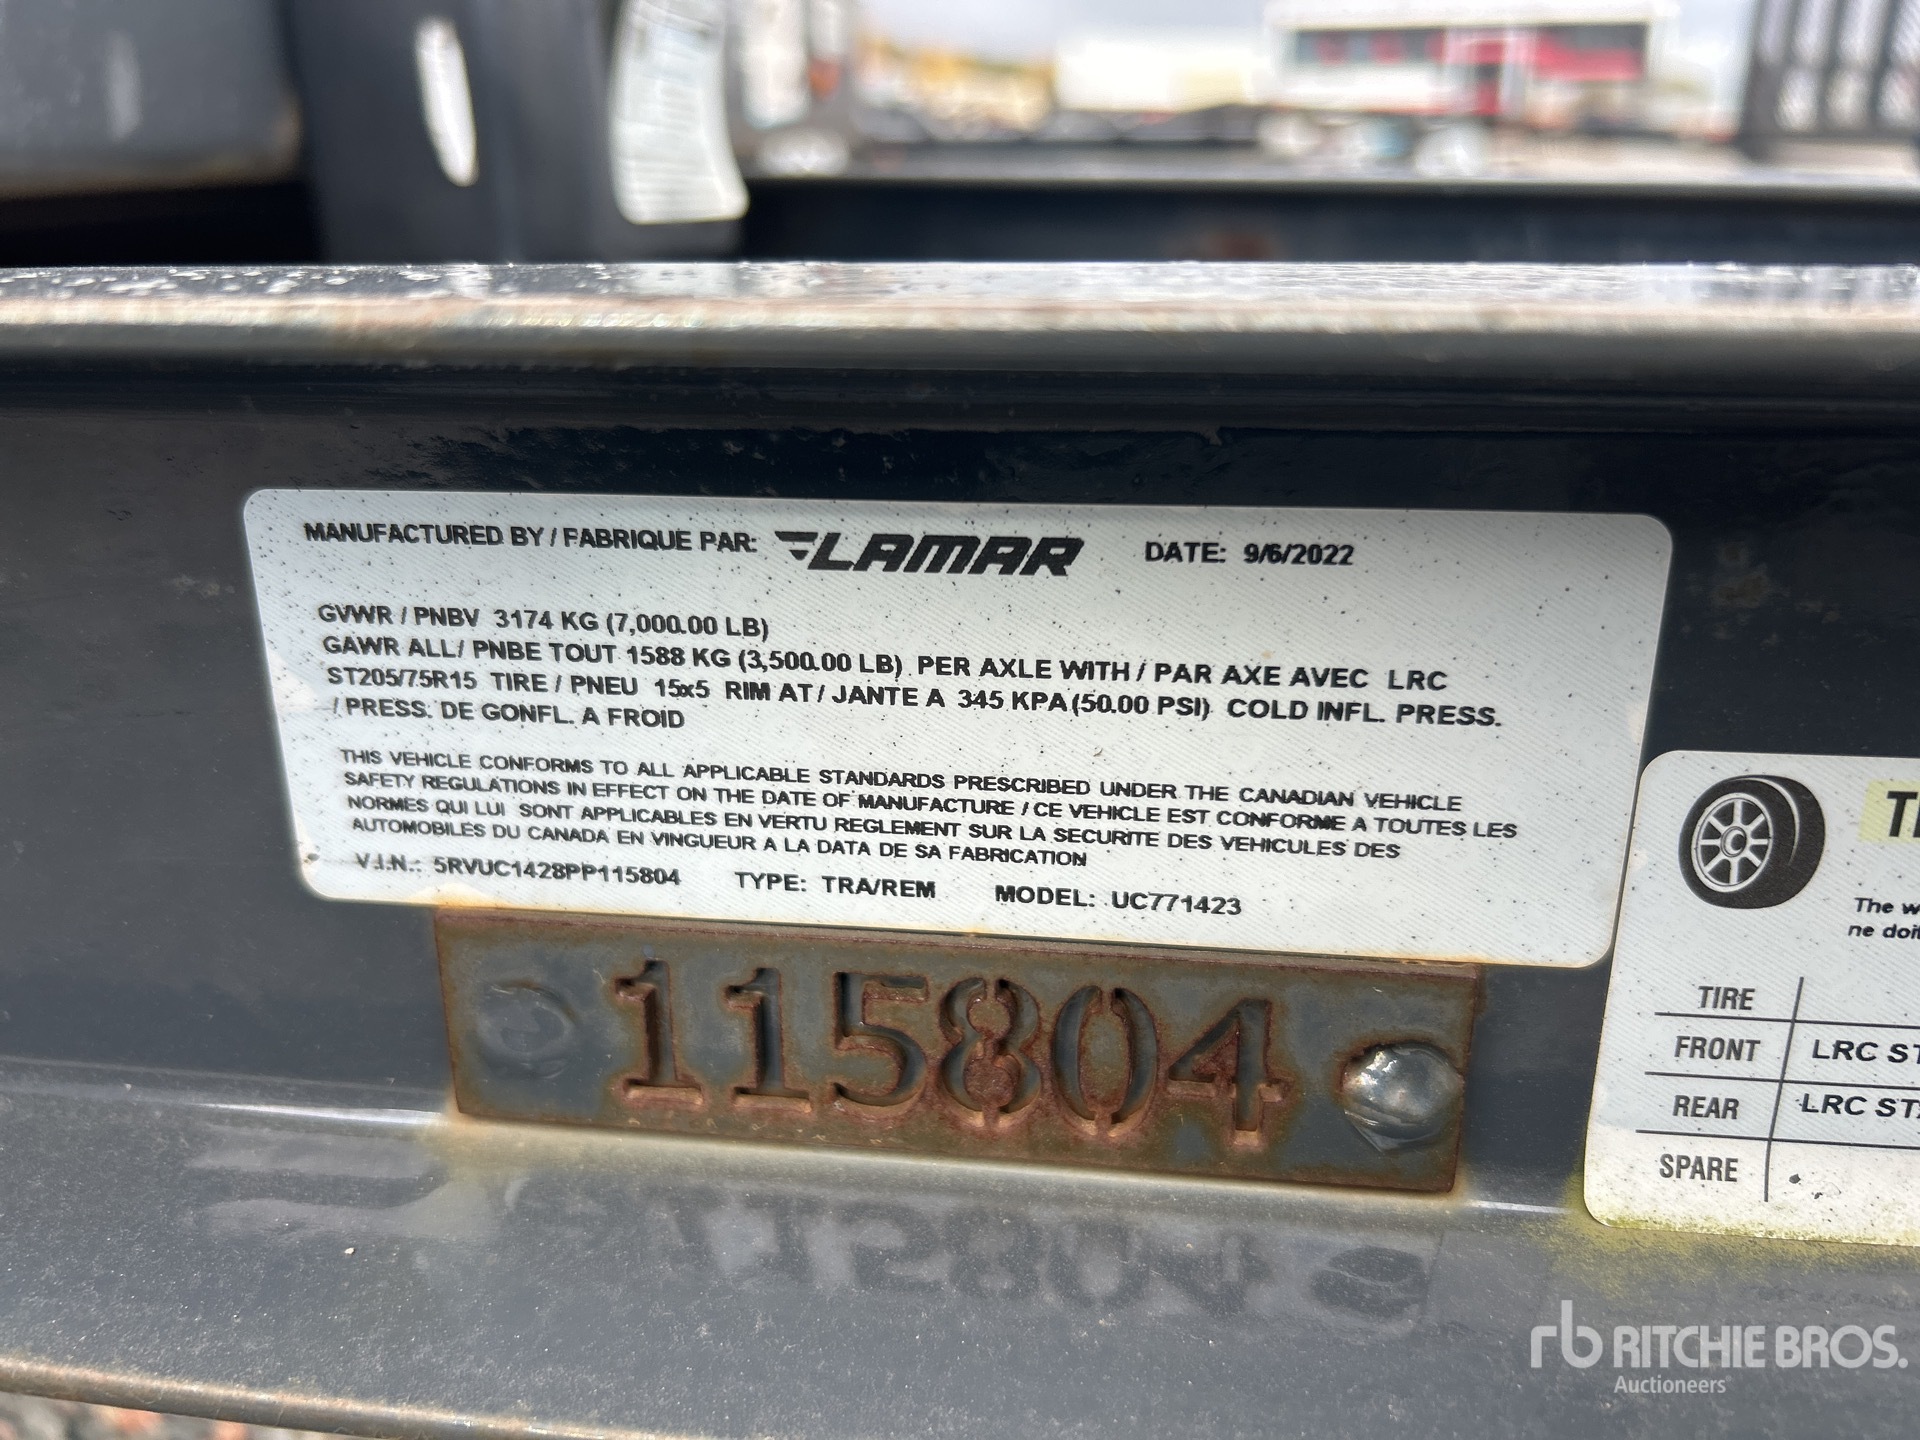 MANUFACTURED BY / FABRIQUE PAR: LAMAR DATE: 9/6/2022
GVWR / PNBV 3174 KG (7,000.00 LB)
GAWR ALL/ PNBE TOUT 1588 KG (3,500.00 LB) PER AXLE WITH / PAR AXE AVEC LRC
ST205/75R15 TIRE / PNEU 15x5 RIM AT / JANTE A 345 KPA (50.00 PSI) COLD INFL. PRESS.
/ PRESS. DE GONFL. A FROID
THIS VEHICLE CONFORMS TO ALL APPLICABLE STANDARDS PRESCRIBED UNDER THE CANADIAN VEHICLE
SAFETY REGULATIONS IN EFFECT ON THE DATE OF MANUFACTURE / CE VEHICLE EST CONFORME A TOUTES LES
NORMES QUI LUI SONT APPLICABLES EN VERTU REGLEMENT SUR LA SECURITE DES VEHICULES DES
AUTOMOBILES DU CANADA EN VINGUEUR A LA DATA DE SA FABRICATION
V.I.N.: 5RVUC1428PP115804 TYPE: TRA/REM MODEL: UC771423
115804
The w
ne doi
TIRE
FRONT LRC ST
REAR LRC ST
SPARE
rb RITCHIE BROS.
Auctioneers